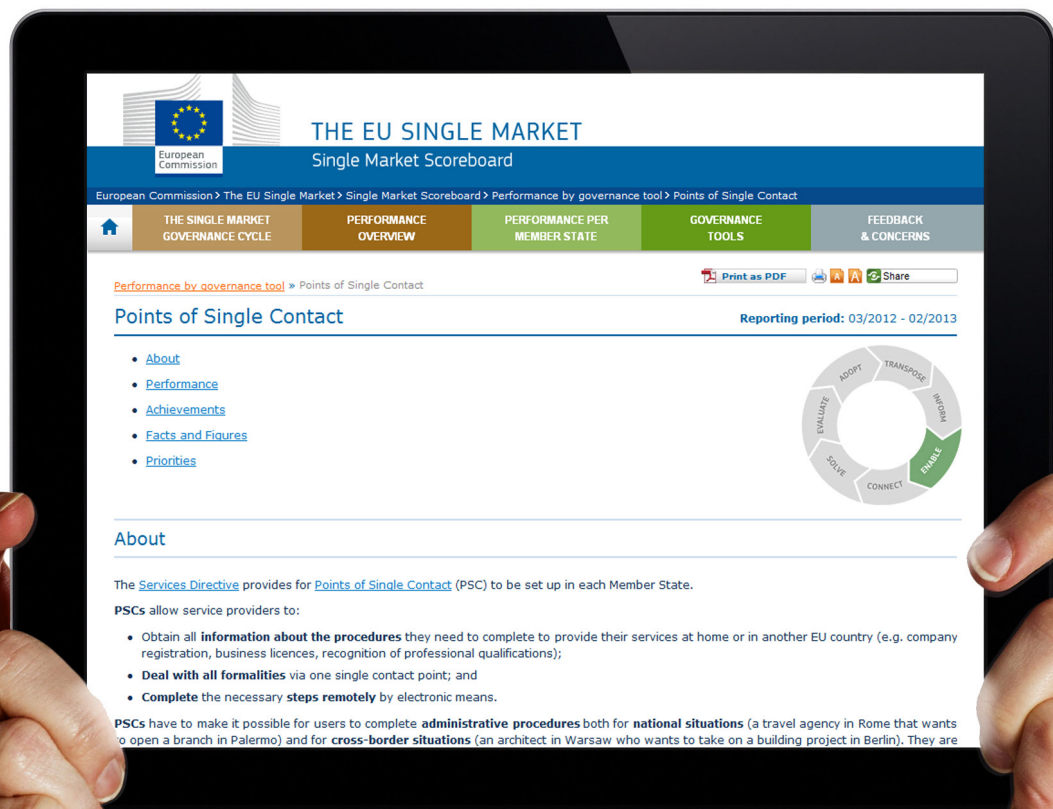 THE EU SINGLE MARKET
European
Commission
Single Market Scoreboard
European Commission > The EU Single Market > Single Market Scoreboard > Performance by governance tool > Points of Single Contact
THE SINGLE MARKET
GOVERNANCE CYCLE
PERFORMANCE
OVERVIEW
PERFORMANCE PER
MEMBER STATE
GOVERNANCE
TOOLS
FEEDBACK
& CONCERNS
Print as PDF
A
A
Share
Performance by governance tool » Points of Single Contact
Points of Single Contact
Reporting period: 03/2012 - 02/2013
• About
• Performance
• Achievements
• Facts and Figures
• Priorities
ADOPT
TRANSPOSE
INFORM
ENABLE
CONNECT
SOLVE
EVALUATE
About
The Services Directive provides for Points of Single Contact (PSC) to be set up in each Member State.
PSCs allow service providers to:
• Obtain all information about the procedures they need to complete to provide their services at home or in another EU country (e.g. company
registration, business licences, recognition of professional qualifications);
• Deal with all formalities via one single contact point; and
• Complete the necessary steps remotely by electronic means.
PSCs have to make it possible for users to complete administrative procedures both for national situations (a travel agency in Rome that wants
to open a branch in Palermo) and for cross-border situations (an architect in Warsaw who wants to take on a building project in Berlin). They are